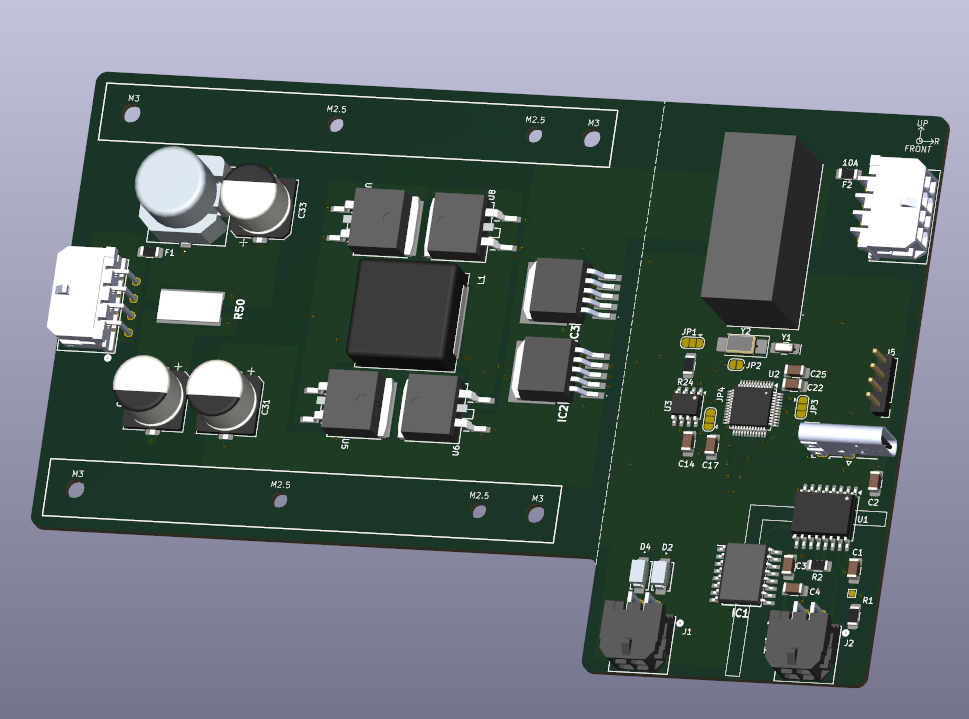 M3
M2.5
M2.5
M3
UP
R
FRONT
10A
F2
U8
C33
F1
L1
R50
IC3
JP1
Y2
Y1
J5
JP2
U2
C25
C22
R24
JP4
JP3
U3
IC2
C31
U5
U6
C14
C17
C2
U1
M3
M2.5
M2.5
M3
D4
D2
C1
C3
R2
C4
R1
IC1
J1
J2